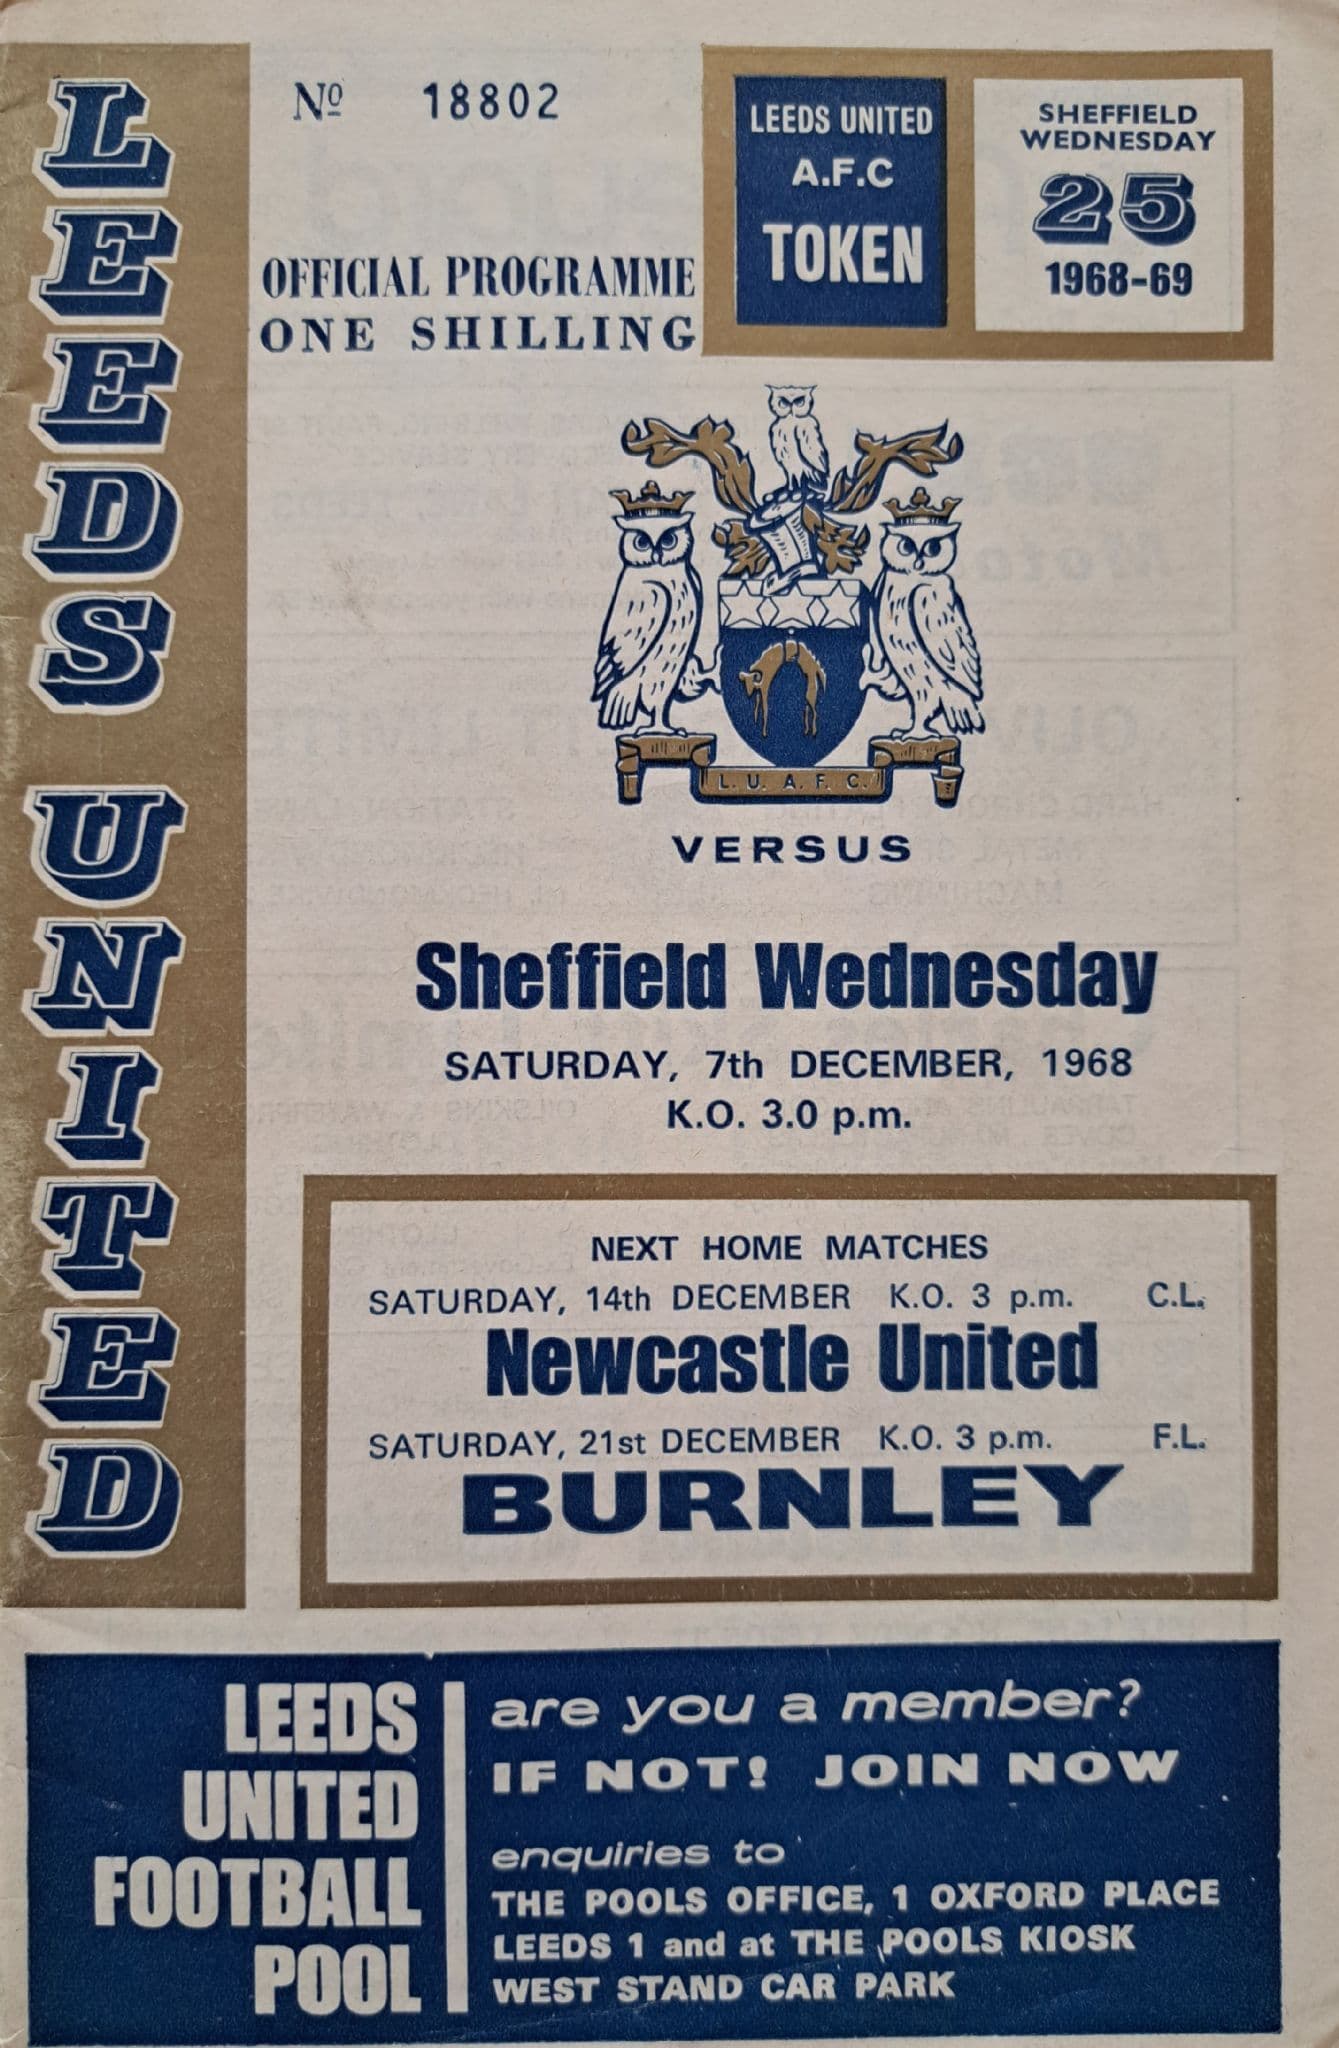 LEEDS UNITED
Nº 18802
OFFICIAL PROGRAMME
ONE SHILLING
LEEDS UNITED
A.F.C
TOKEN
SHEFFIELD
WEDNESDAY
25
1968-69
L. U. A. F. C.
VERSUS
Sheffield Wednesday
SATURDAY, 7th DECEMBER, 1968
K.O. 3.0 p.m.
NEXT HOME MATCHES
SATURDAY, 14th DECEMBER K.O. 3 p.m. C.L.
Newcastle United
SATURDAY, 21st DECEMBER K.O. 3 p.m. F.L.
BURNLEY
LEEDS
UNITED
FOOTBALL
POOL
are you a member?
IF NOT! JOIN NOW
enquiries to
THE POOLS OFFICE, 1 OXFORD PLACE
LEEDS 1 and at THE POOLS KIOSK
WEST STAND CAR PARK